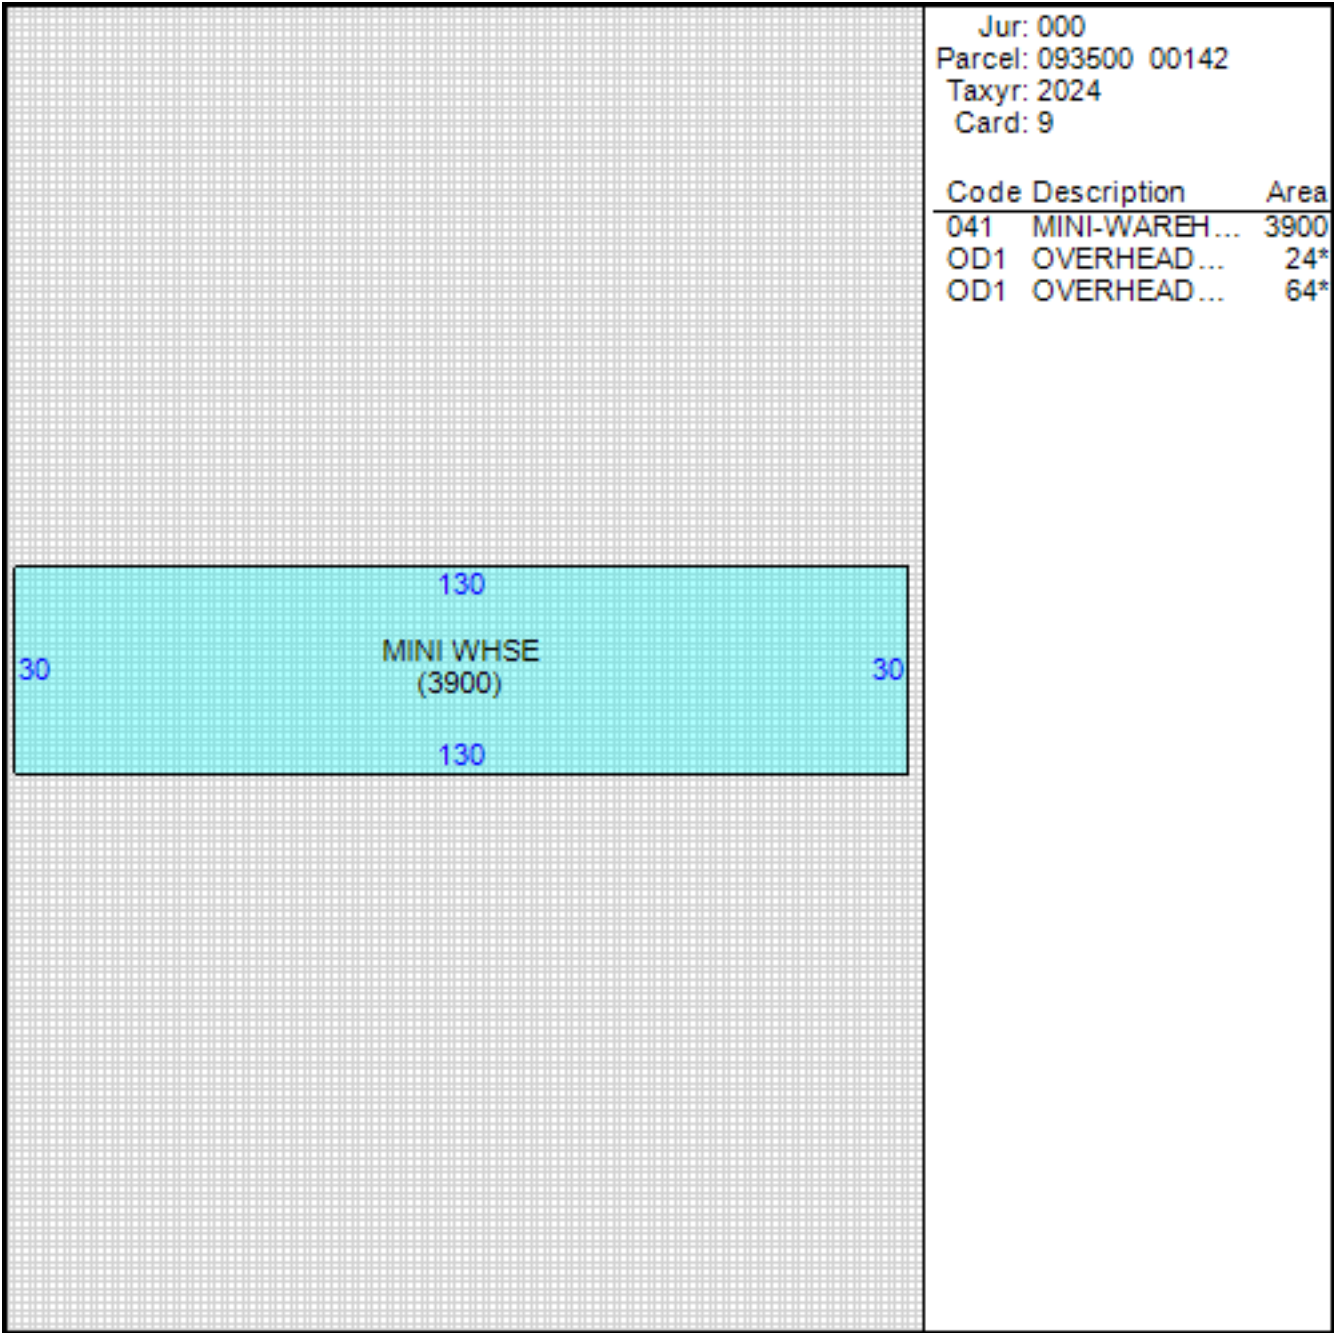 Jur: 000
Parcel: 093500 00142
Taxyr: 2024
Card: 9
Code Description Area
041 MINI-WAREH... 3900
OD1 OVERHEAD... 24*
OD1 OVERHEAD... 64*
130
MINI WHSE
30 30
(3900)
130